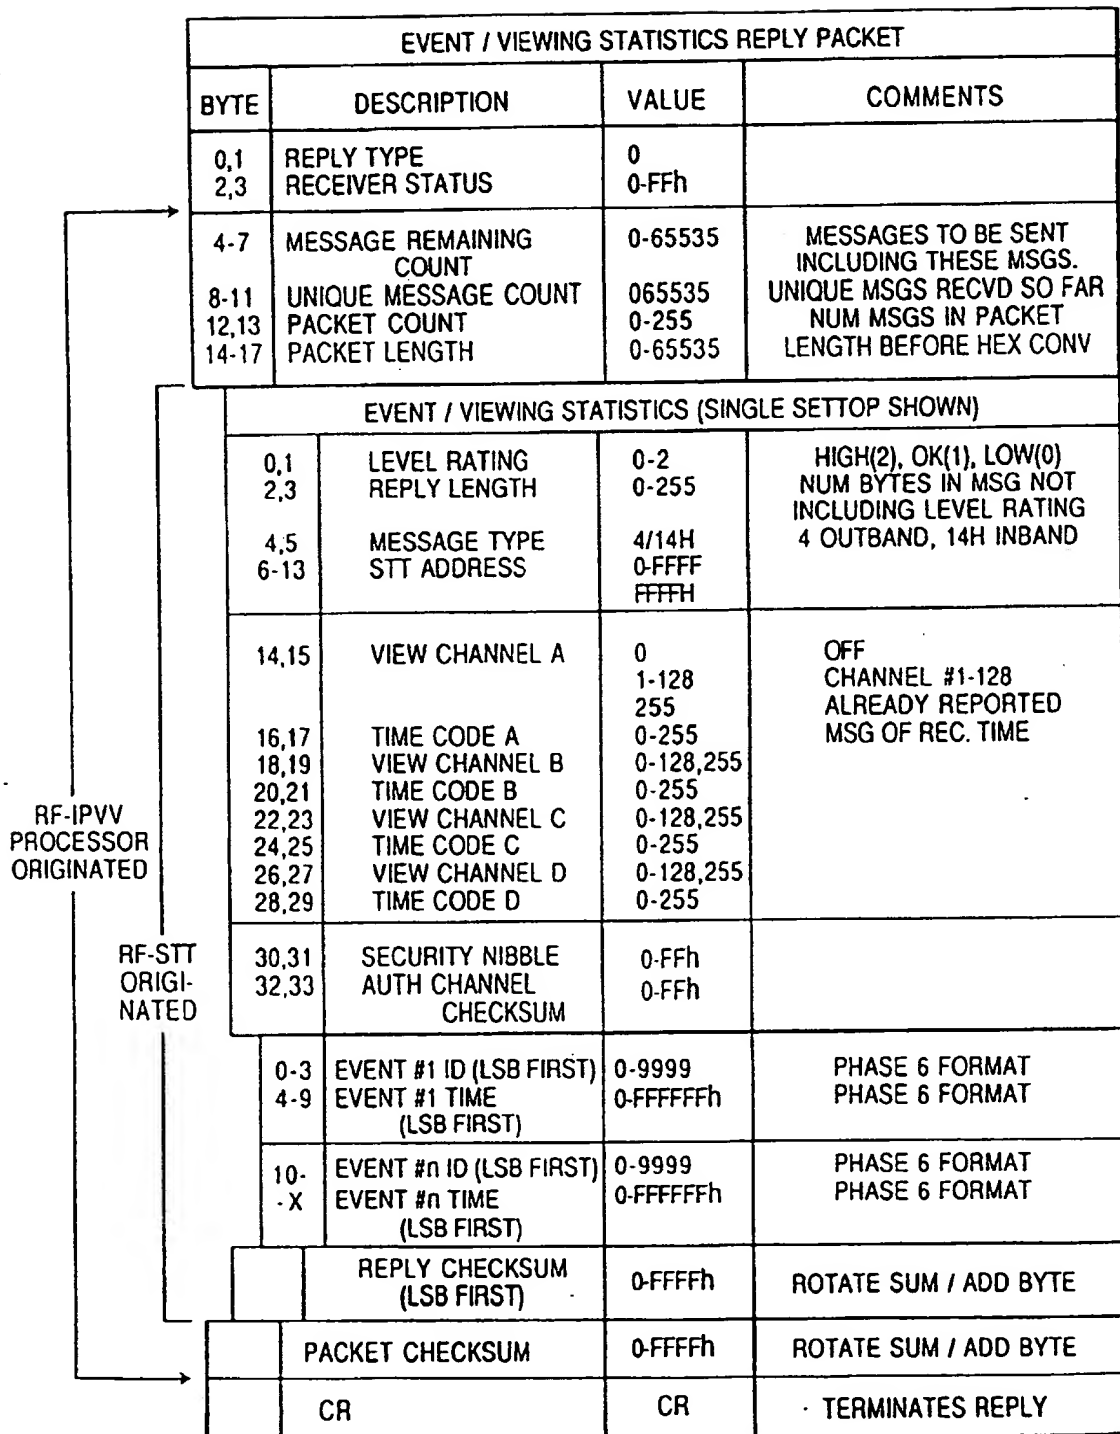 EVENT / VIEWING STATISTICS REPLY PACKET
BYTE DESCRIPTION VALUE COMMENTS
0,1 REPLY TYPE 0
2,3 RECEIVER STATUS 0-FFh
4-7 MESSAGE REMAINING 0-65535 MESSAGES TO BE SENT
COUNT INCLUDING THESE MSGS.
8-11 UNIQUE MESSAGE COUNT 065535 UNIQUE MSGS RECVD SO FAR
12,13 PACKET COUNT 0-255 NUM MSGS IN PACKET
14-17 PACKET LENGTH 0-65535 LENGTH BEFORE HEX CONV
EVENT / VIEWING STATISTICS (SINGLE SETTOP SHOWN)
0,1 LEVEL RATING 0-2 HIGH(2), OK(1), LOW(0)
2,3 REPLY LENGTH 0-255 NUM BYTES IN MSG NOT
INCLUDING LEVEL RATING
4,5 MESSAGE TYPE 4/14H 4 OUTBAND, 14H INBAND
6-13 STT ADDRESS 0-FFFF
FFFFH
14,15 VIEW CHANNEL A 0 OFF
1-128 CHANNEL #1-128
255 ALREADY REPORTED
16,17 TIME CODE A 0-255 MSG OF REC. TIME
18,19 VIEW CHANNEL B 0-128,255
20,21 TIME CODE B 0-255
22,23 VIEW CHANNEL C 0-128,255
24,25 TIME CODE C 0-255
26,27 VIEW CHANNEL D 0-128,255
28,29 TIME CODE D 0-255
RF-IPVV
PROCESSOR
ORIGINATED
30,31 SECURITY NIBBLE 0-FFh
32,33 AUTH CHANNEL 0-FFh
CHECKSUM
RF-STT
ORIGI-
NATED
0-3 EVENT #1 ID (LSB FIRST) 0-9999 PHASE 6 FORMAT
4-9 EVENT #1 TIME 0-FFFFFFh PHASE 6 FORMAT
(LSB FIRST)
10- EVENT #n ID (LSB FIRST) 0-9999 PHASE 6 FORMAT
-X EVENT #n TIME 0-FFFFFFh PHASE 6 FORMAT
(LSB FIRST)
REPLY CHECKSUM 0-FFFFh ROTATE SUM / ADD BYTE
(LSB FIRST)
PACKET CHECKSUM 0-FFFFh ROTATE SUM / ADD BYTE
CR CR TERMINATES REPLY